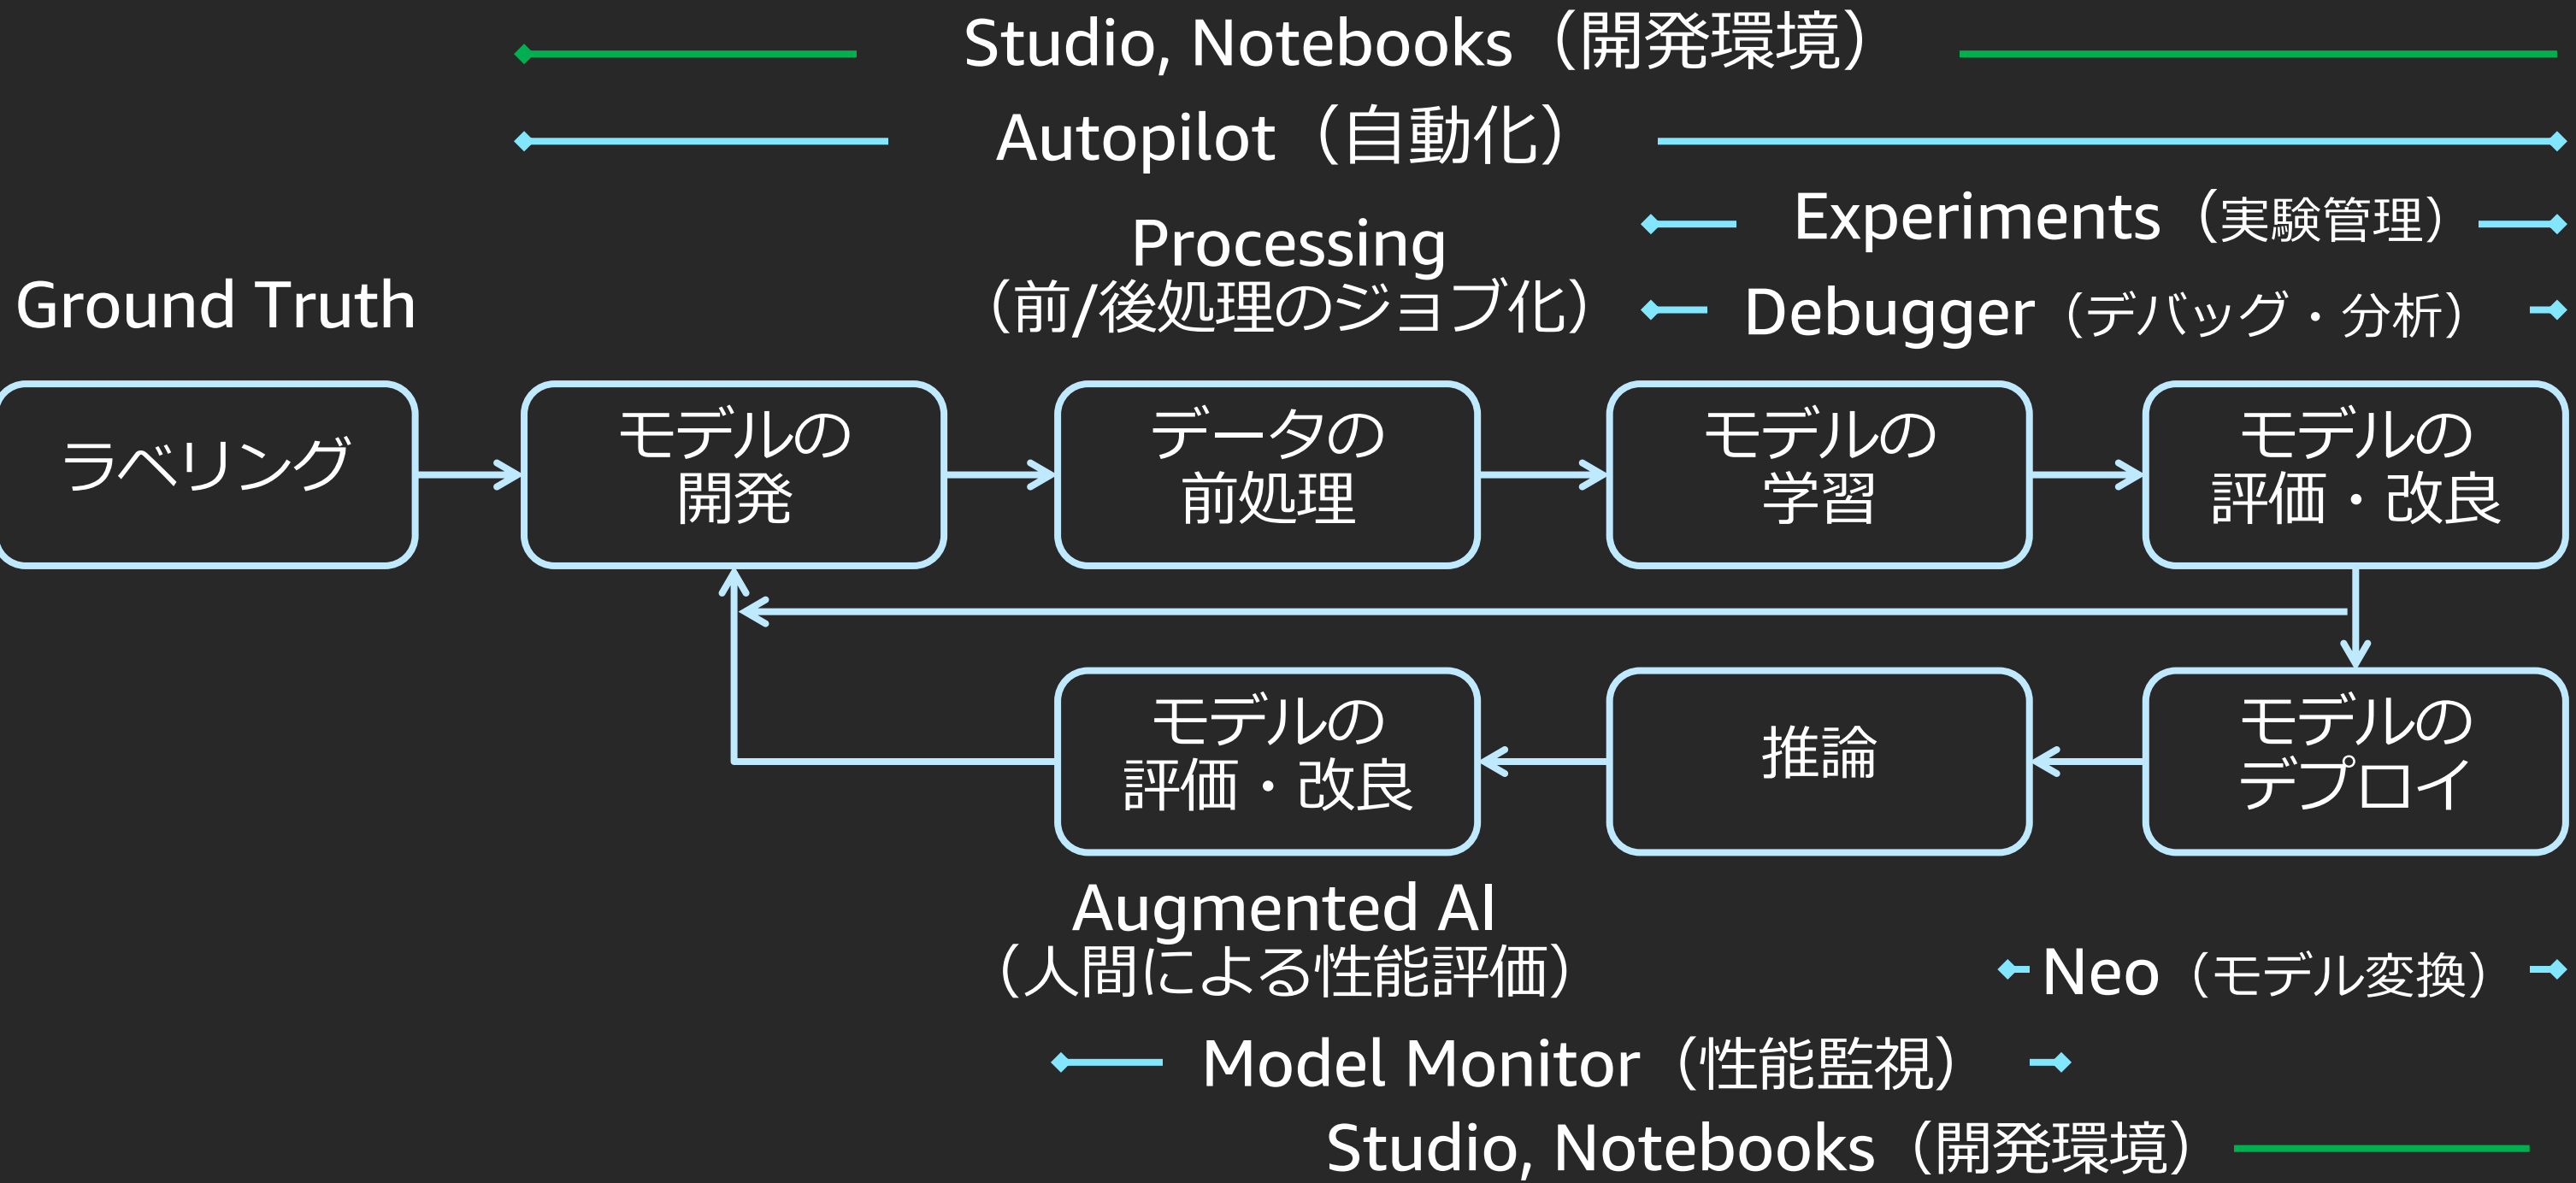 Studio, Notebooks（開発環境）
Autopilot（自動化）
Experiments（実験管理）
Processing
（前/後処理のジョブ化）
Debugger（デバッグ・分析）
Ground Truth
ラベリング
モデルの
開発
データの
前処理
モデルの
学習
モデルの
評価・改良
モデルの
評価・改良
推論
モデルの
デプロイ
Augmented AI
（人間による性能評価）
Neo（モデル変換）
Model Monitor（性能監視）
Studio, Notebooks（開発環境）